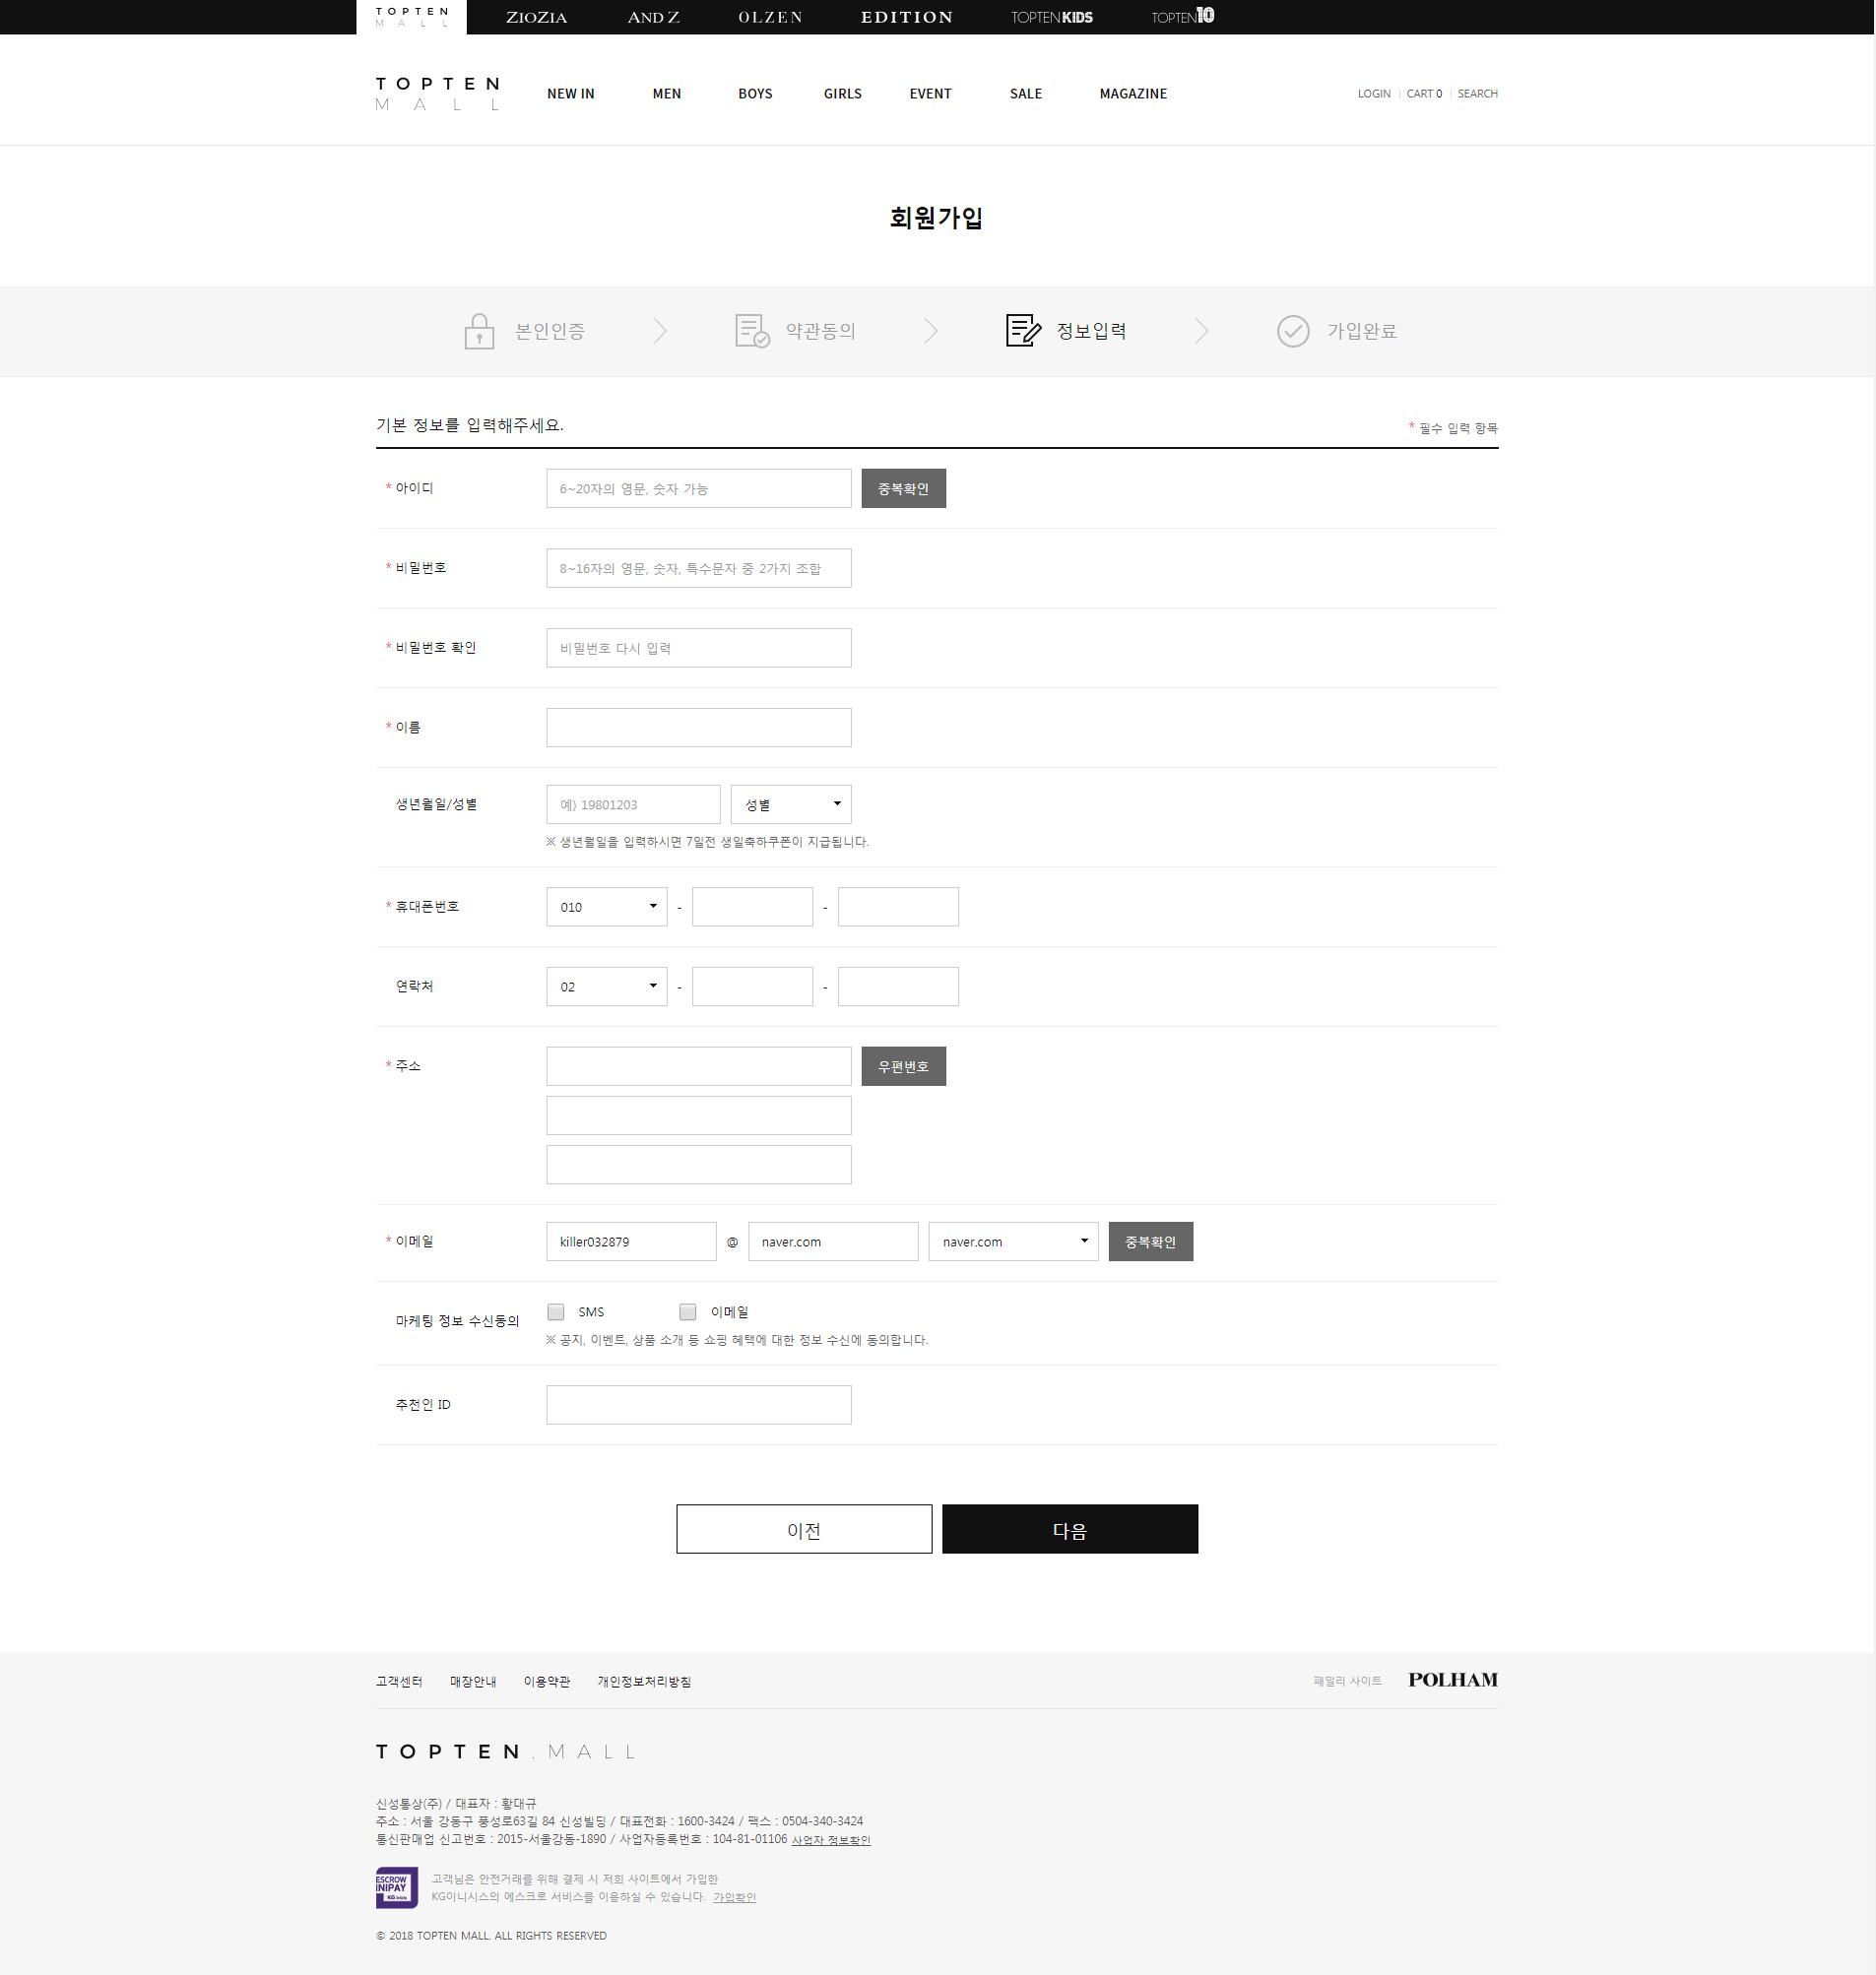 TOPTEN MALL ZIOZIA AND Z OLZEN EDITION TOPTEN KIDS TOPTEN10
TOPTEN
MALL
NEW IN MEN BOYS GIRLS EVENT SALE MAGAZINE
LOGIN CART 0 SEARCH
회원가입
본인인증 약관동의 정보입력 가입완료
기본 정보를 입력해주세요.
* 필수 입력 항목
* 아이디 6~20자의 영문, 숫자 가능 중복확인
* 비밀번호 8~16자의 영문, 숫자, 특수문자 중 2가지 조합
* 비밀번호 확인 비밀번호 다시 입력
* 이름
생년월일/성별 예) 19801203 성별
※ 생년월일을 입력하시면 7일전 생일축하쿠폰이 지급됩니다.
* 휴대폰번호 010 - -
연락처 02 - -
* 주소 우편번호
* 이메일 killer032879 @ naver.com naver.com 중복확인
마케팅 정보 수신동의 SMS 이메일
※ 공지, 이벤트, 상품 소개 등 쇼핑 혜택에 대한 정보 수신에 동의합니다.
추천인 ID
이전 다음
고객센터 매장안내 이용약관 개인정보처리방침
패밀리 사이트 POLHAM
TOPTEN.MALL
신성통상(주) / 대표자 : 황대규
주소 : 서울 강동구 풍성로63길 84 신성빌딩 / 대표전화 : 1600-3424 / 팩스 : 0504-340-3424
통신판매업 신고번호 : 2015-서울강동-1890 / 사업자등록번호 : 104-81-01106 사업자 정보확인
ESCROW
INIPAY
KG inicis
고객님은 안전거래를 위해 결제 시 저희 사이트에서 가입한
KG이니시스의 에스크로 서비스를 이용하실 수 있습니다. 가입확인
© 2018 TOPTEN MALL. ALL RIGHTS RESERVED